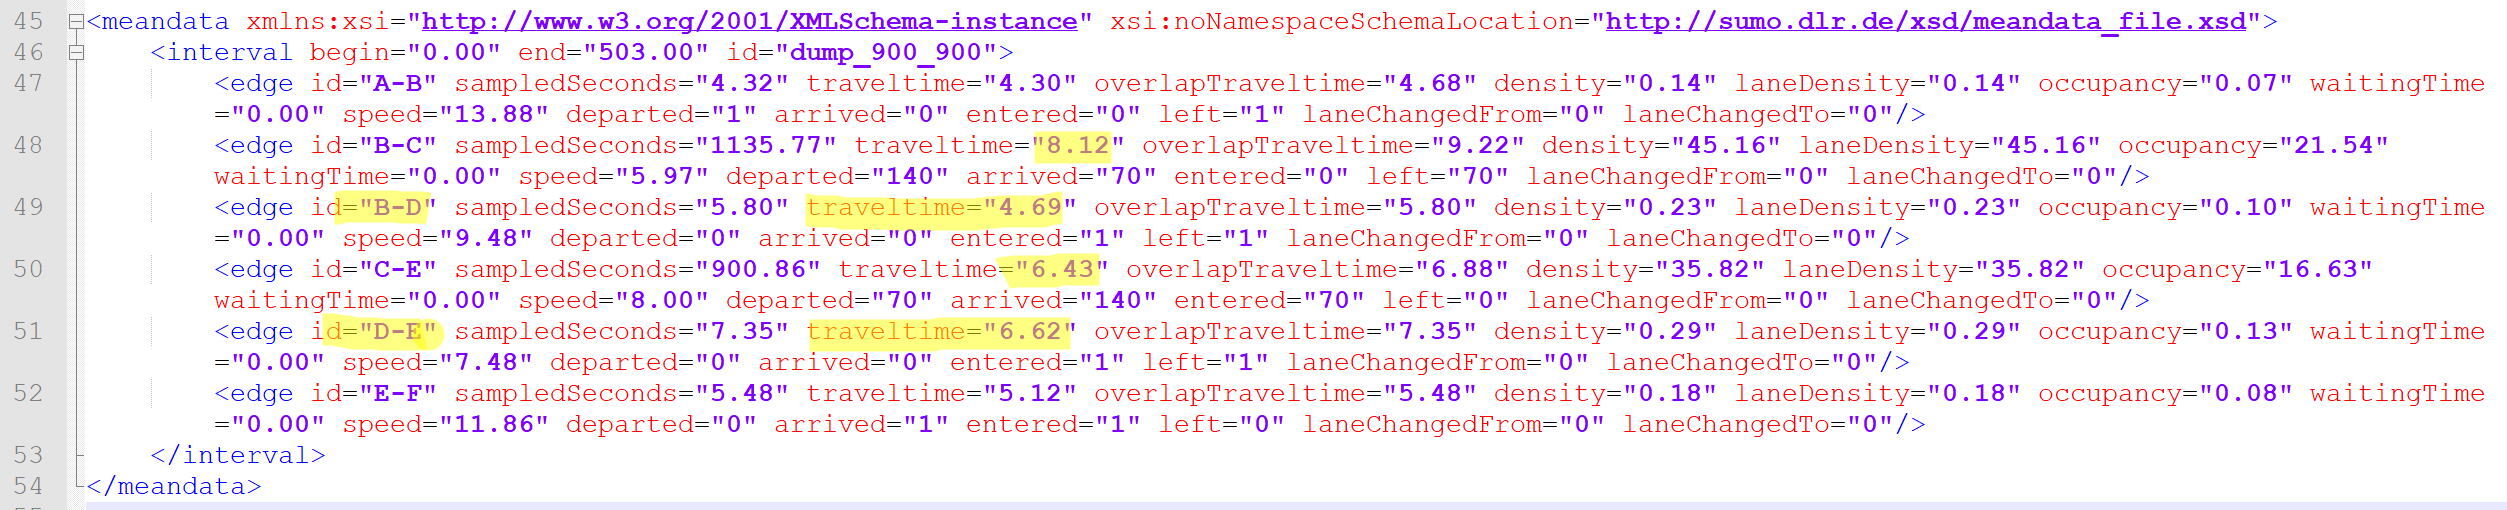 45 <meandata xmlns:xsi="http://www.w3.org/2001/XMLSchema-instance" xsi:noNamespaceSchemaLocation="http://sumo.dlr.de/xsd/meandata_file.xsd">
46 <interval begin="0.00" end="503.00" id="dump_900_900">
47 <edge id="A-B" sampledSeconds="4.32" traveltime="4.30" overlapTraveltime="4.68" density="0.14" laneDensity="0.14" occupancy="0.07" waitingTime
="0.00" speed="13.88" departed="1" arrived="0" entered="0" left="1" laneChangedFrom="0" laneChangedTo="0"/>
48 <edge id="B-C" sampledSeconds="1135.77" traveltime="8.12" overlapTraveltime="9.22" density="45.16" laneDensity="45.16" occupancy="21.54"
waitingTime="0.00" speed="5.97" departed="140" arrived="70" entered="0" left="70" laneChangedFrom="0" laneChangedTo="0"/>
49 <edge id="B-D" sampledSeconds="5.80" traveltime="4.69" overlapTraveltime="5.80" density="0.23" laneDensity="0.23" occupancy="0.10" waitingTime
="0.00" speed="9.48" departed="0" arrived="0" entered="1" left="1" laneChangedFrom="0" laneChangedTo="0"/>
50 <edge id="C-E" sampledSeconds="900.86" traveltime="6.43" overlapTraveltime="6.88" density="35.82" laneDensity="35.82" occupancy="16.63"
waitingTime="0.00" speed="8.00" departed="70" arrived="140" entered="70" left="0" laneChangedFrom="0" laneChangedTo="0"/>
51 <edge id="D-E" sampledSeconds="7.35" traveltime="6.62" overlapTraveltime="7.35" density="0.29" laneDensity="0.29" occupancy="0.13" waitingTime
="0.00" speed="7.48" departed="0" arrived="0" entered="1" left="1" laneChangedFrom="0" laneChangedTo="0"/>
52 <edge id="E-F" sampledSeconds="5.48" traveltime="5.12" overlapTraveltime="5.48" density="0.18" laneDensity="0.18" occupancy="0.08" waitingTime
="0.00" speed="11.86" departed="0" arrived="1" entered="1" left="0" laneChangedFrom="0" laneChangedTo="0"/>
53 </interval>
54 </meandata>